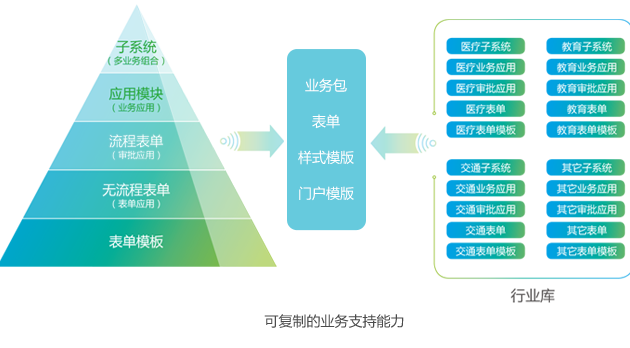 子系统
（多业务组合）
应用模块
（业务应用）
流程表单
（审批应用）
无流程表单
（表单应用）
表单模板
业务包
表单
样式模版
门户模版
医疗子系统
医疗业务应用
医疗审批应用
医疗表单
医疗表单模板
教育子系统
教育业务应用
教育审批应用
教育表单
教育表单模板
交通子系统
交通业务应用
交通审批应用
交通表单
交通表单模板
其它子系统
其它业务应用
其它审批应用
其它表单
其它表单模板
行业库
可复制的业务支持能力